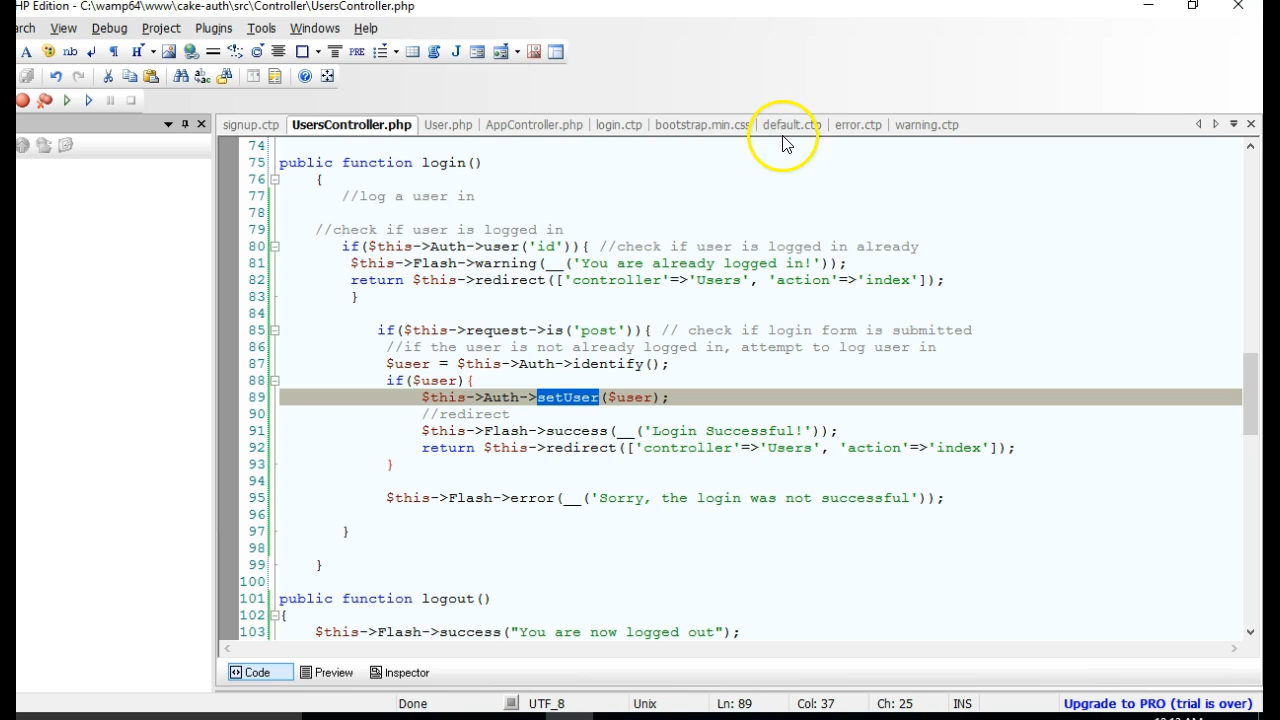 HP Edition - C:\wamp64\www\cake-auth\src\Controller\UsersController.php
arch View Debug Project Plugins Tools Windows Help
signup.ctp UsersController.php User.php AppController.php login.ctp bootstrap.min.css default.ctp error.ctp warning.ctp
74
75 public function login()
76 {
77 //log a user in
78
79 //check if user is logged in
80 if($this->Auth->user('id')){ //check if user is logged in already
81 $this->Flash->warning(__('You are already logged in!'));
82 return $this->redirect(['controller'=>'Users', 'action'=>'index']);
83 }
84
85 if($this->request->is('post')){ // check if login form is submitted
86 //if the user is not already logged in, attempt to log user in
87 $user = $this->Auth->identify();
88 if($user){
89 $this->Auth->setUser($user);
90 //redirect
91 $this->Flash->success(__('Login Successful!'));
92 return $this->redirect(['controller'=>'Users', 'action'=>'index']);
93 }
94
95 $this->Flash->error(__('Sorry, the login was not successful'));
96
97 }
98
99 }
100
101 public function logout()
102 {
103 $this->Flash->success("You are now logged out");
Code Preview Inspector
Done UTF_8 Unix Ln: 89 Col: 37 Ch: 25 INS Upgrade to PRO (trial is over)